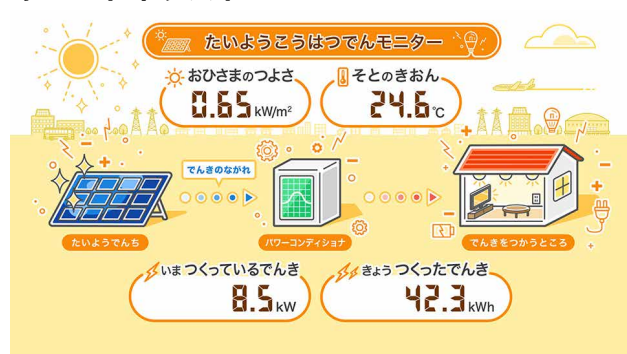 たいようこうはつでんモニター
おひさまのつよさ
0.65 kW/m²
そとのきおん
24.6℃
でんきのながれ
たいようでんち
パワーコンディショナ
でんきをつかうところ
いま つくっているでんき
8.5 kW
きょう つくったでんき
42.3 kWh